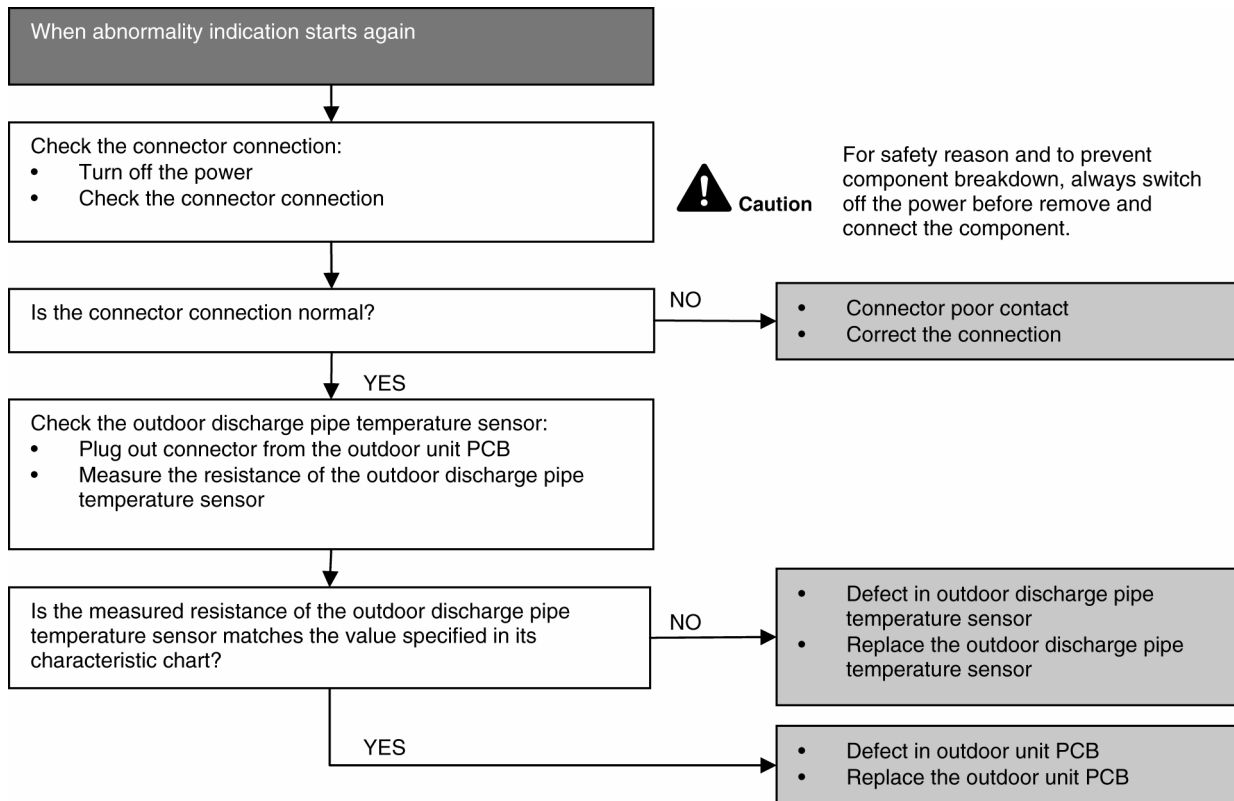 When abnormality indication starts again
Check the connector connection:
• Turn off the power
• Check the connector connection
Caution
For safety reason and to prevent
component breakdown, always switch
off the power before remove and
connect the component.
Is the connector connection normal?
NO
• Connector poor contact
• Correct the connection
YES
Check the outdoor discharge pipe temperature sensor:
• Plug out connector from the outdoor unit PCB
• Measure the resistance of the outdoor discharge pipe
temperature sensor
Is the measured resistance of the outdoor discharge pipe
temperature sensor matches the value specified in its
characteristic chart?
NO
• Defect in outdoor discharge pipe
temperature sensor
• Replace the outdoor discharge pipe
temperature sensor
YES
• Defect in outdoor unit PCB
• Replace the outdoor unit PCB